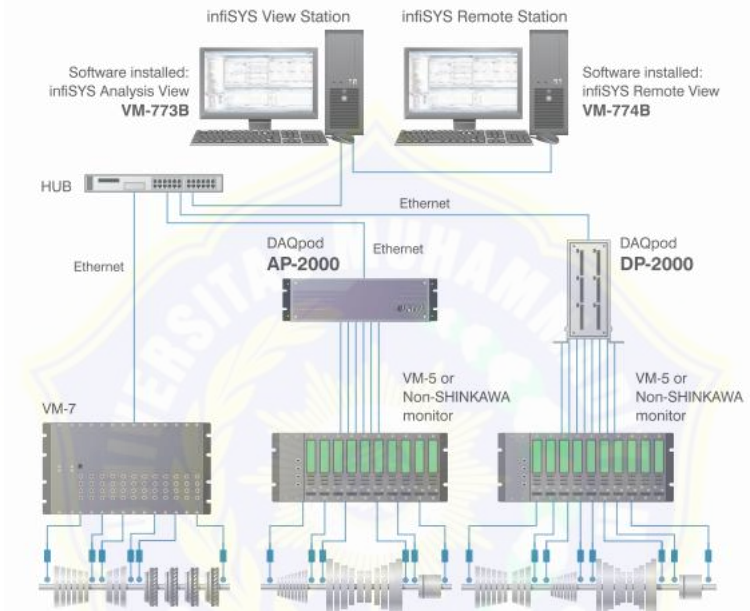 infiSYS View Station
infiSYS Remote Station
Software installed:
infiSYS Analysis View
VM-773B
Software installed:
infiSYS Remote View
VM-774B
HUB
Ethernet
Ethernet
Ethernet
DAQpod
AP-2000
DAQpod
DP-2000
VM-7
VM-5 or
Non-SHINKAWA
monitor
VM-5 or
Non-SHINKAWA
monitor